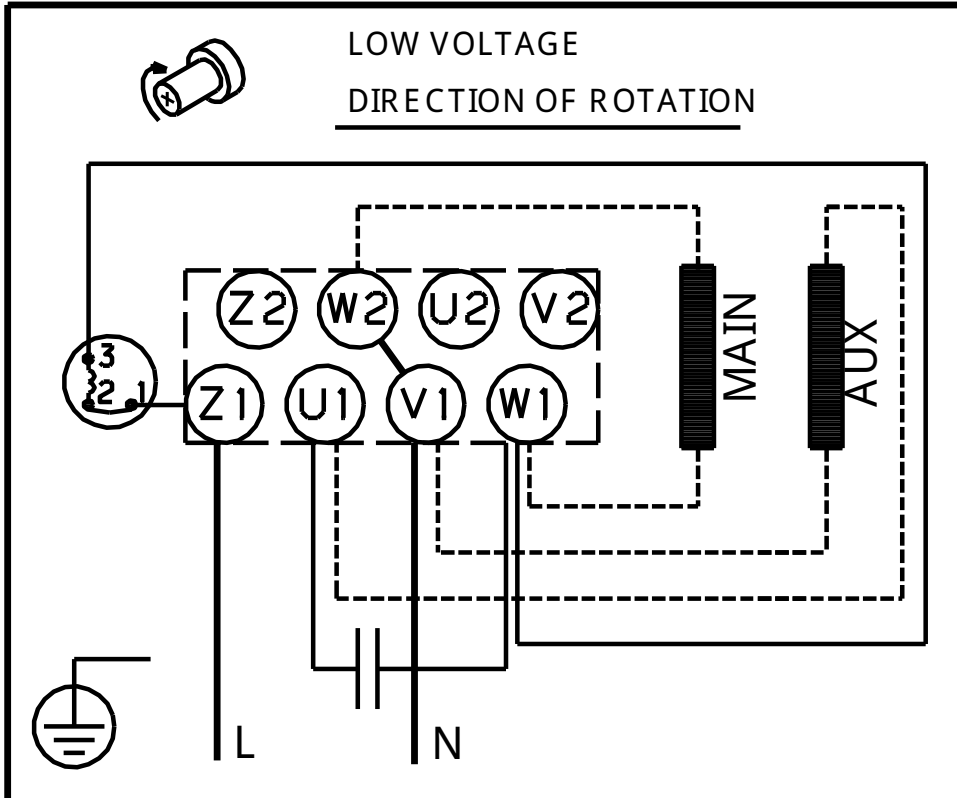 LOW VOLTAGE
DIRECTION OF ROTATION
Z2 W2 U2 V2
3
2 1
Z1 U1 V1 W1
MAIN
AUX
L N